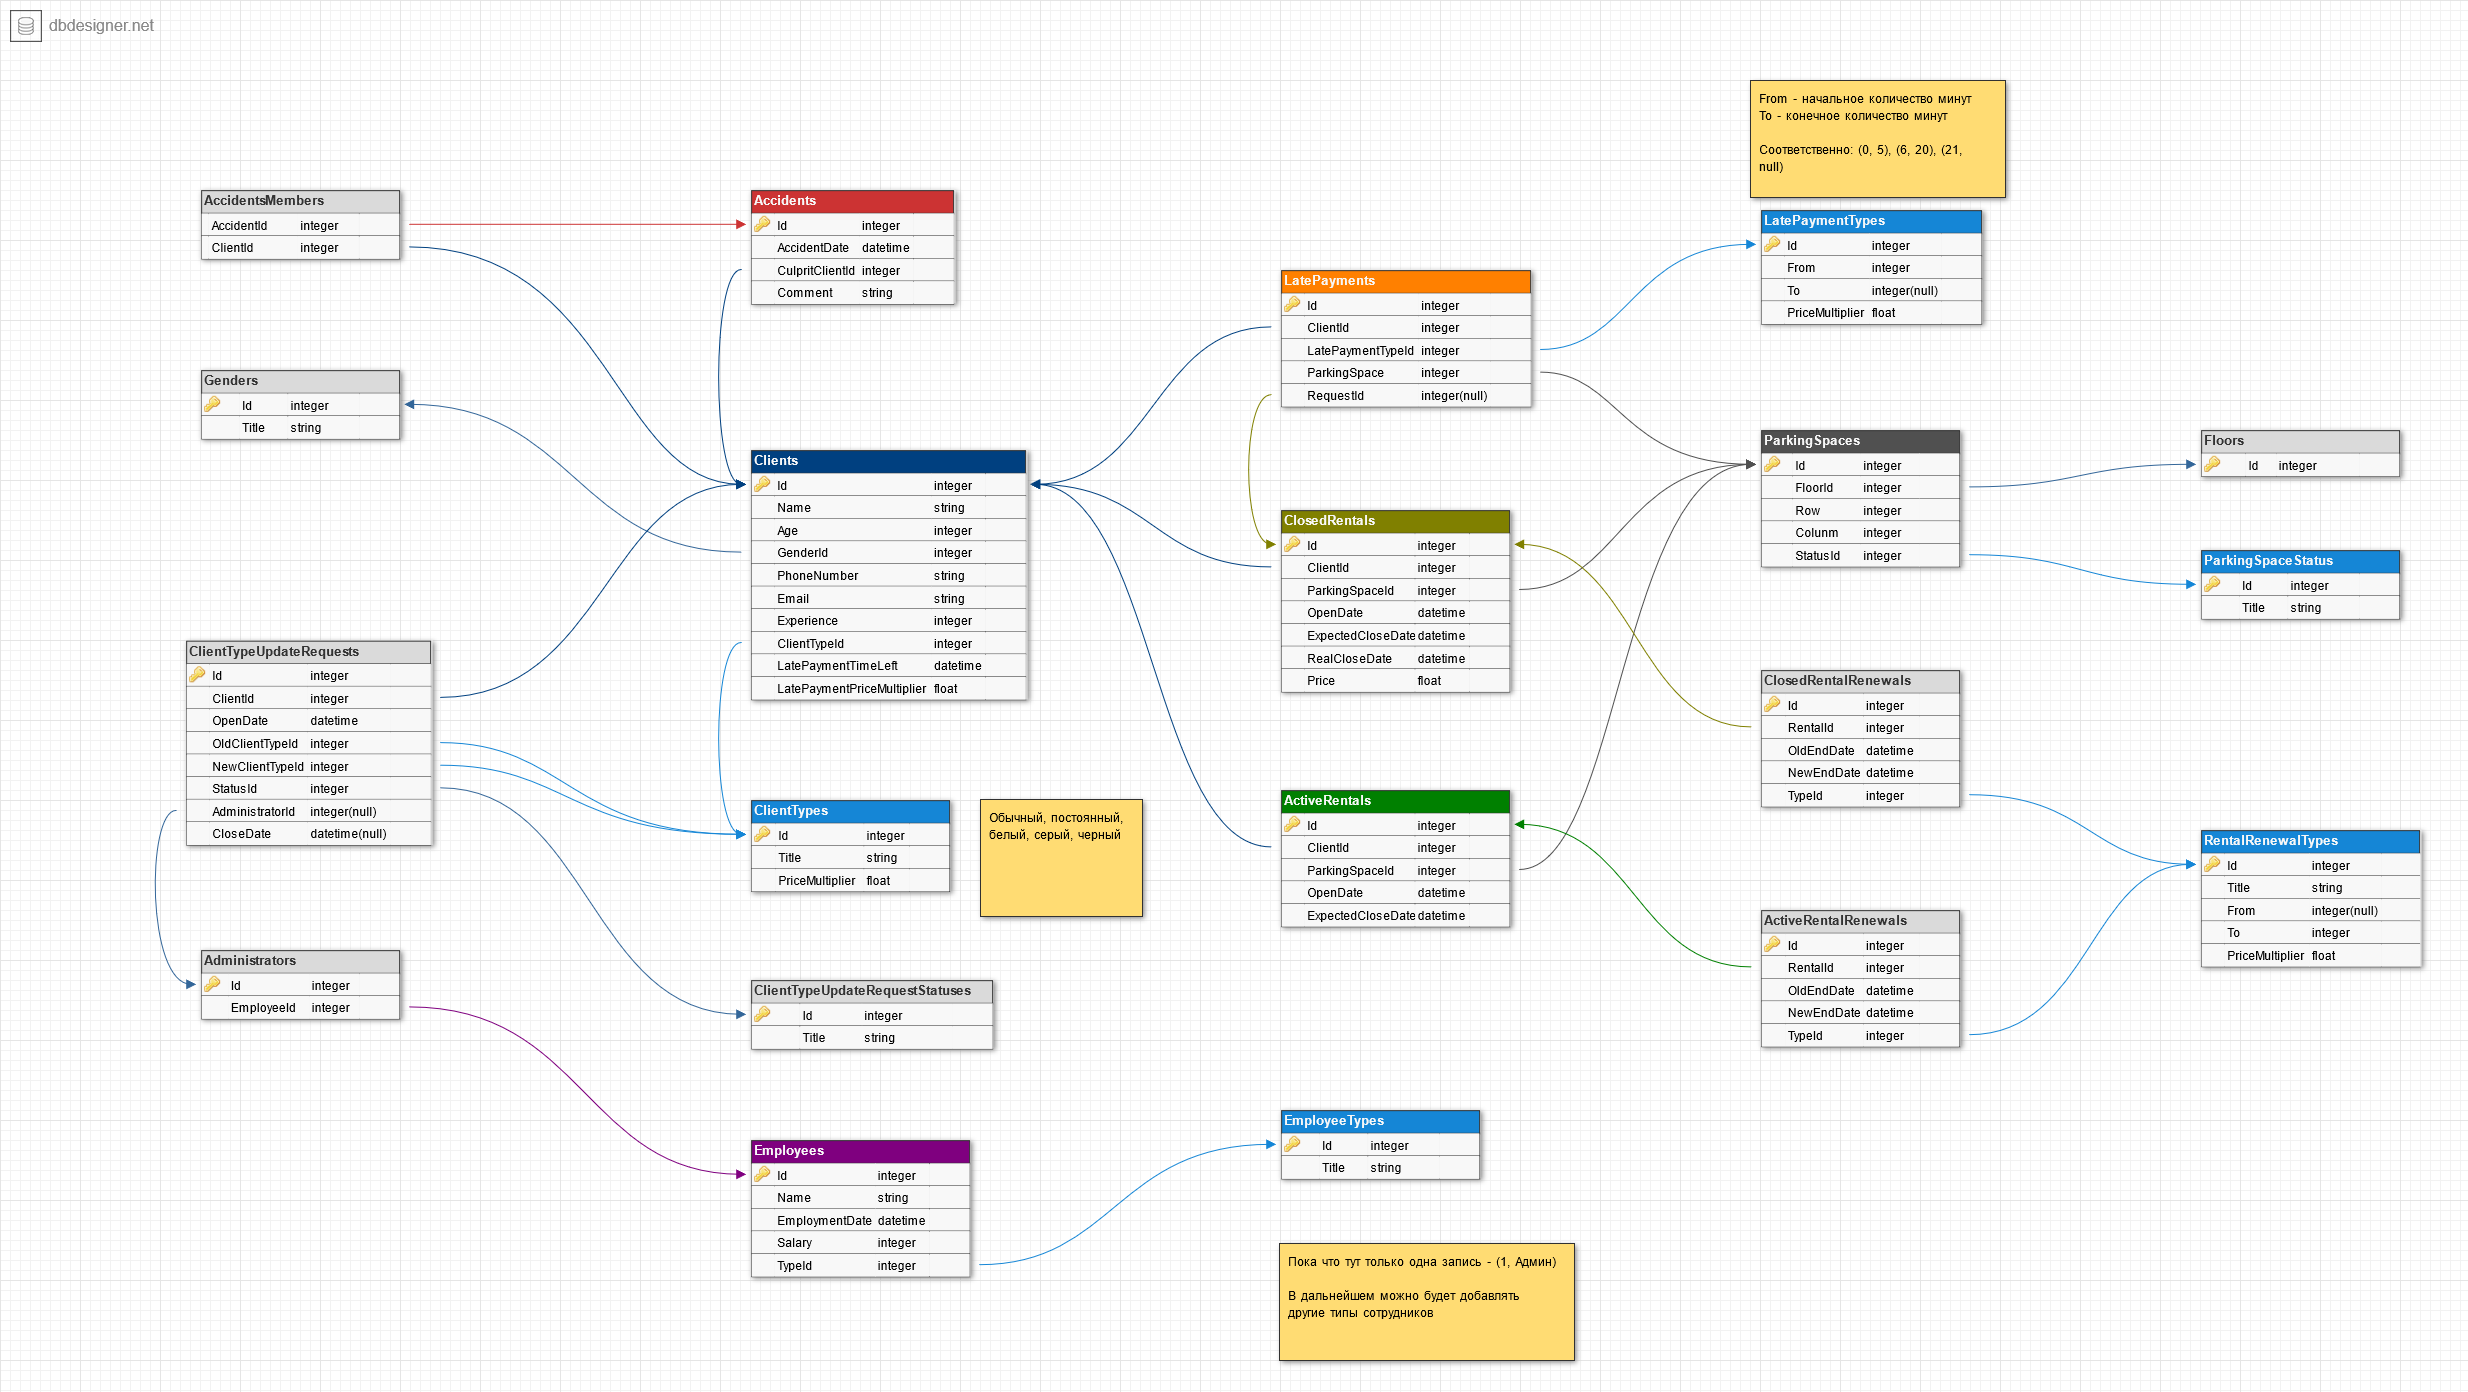 dbdesigner.net
From - начальное количество минут
To - конечное количество минут
Соответственно: (0, 5), (6, 20), (21,
null)
AccidentsMembers
AccidentId integer
ClientId integer
Accidents
Id integer
AccidentDate datetime
CulpritClientId integer
Comment string
LatePaymentTypes
Id integer
From integer
To integer(null)
PriceMultiplier float
LatePayments
Id integer
ClientId integer
LatePaymentTypeId integer
ParkingSpace integer
RequestId integer(null)
Genders
Id integer
Title string
Clients
Id integer
Name string
Age integer
GenderId integer
PhoneNumber string
Email string
Experience integer
ClientTypeId integer
LatePaymentTimeLeft datetime
LatePaymentPriceMultiplier float
ParkingSpaces
Id integer
FloorId integer
Row integer
Colunm integer
StatusId integer
Floors
Id integer
ClosedRentals
Id integer
ClientId integer
ParkingSpaceId integer
OpenDate datetime
ExpectedCloseDate datetime
RealCloseDate datetime
Price float
ParkingSpaceStatus
Id integer
Title string
ClientTypeUpdateRequests
Id integer
ClientId integer
OpenDate datetime
OldClientTypeId integer
NewClientTypeId integer
StatusId integer
AdministratorId integer(null)
CloseDate datetime(null)
ClosedRentalRenewals
Id integer
RentalId integer
OldEndDate datetime
NewEndDate datetime
TypeId integer
ClientTypes
Id integer
Title string
PriceMultiplier float
Обычный, постоянный,
белый, серый, черный
ActiveRentals
Id integer
ClientId integer
ParkingSpaceId integer
OpenDate datetime
ExpectedCloseDate datetime
RentalRenewalTypes
Id integer
Title string
From integer(null)
To integer
PriceMultiplier float
ActiveRentalRenewals
Id integer
RentalId integer
OldEndDate datetime
NewEndDate datetime
TypeId integer
Administrators
Id integer
EmployeeId integer
ClientTypeUpdateRequestStatuses
Id integer
Title string
Employees
Id integer
Name string
EmploymentDate datetime
Salary integer
TypeId integer
EmployeeTypes
Id integer
Title string
Пока что тут только одна запись - (1, Админ)
В дальнейшем можно будет добавлять
другие типы сотрудников